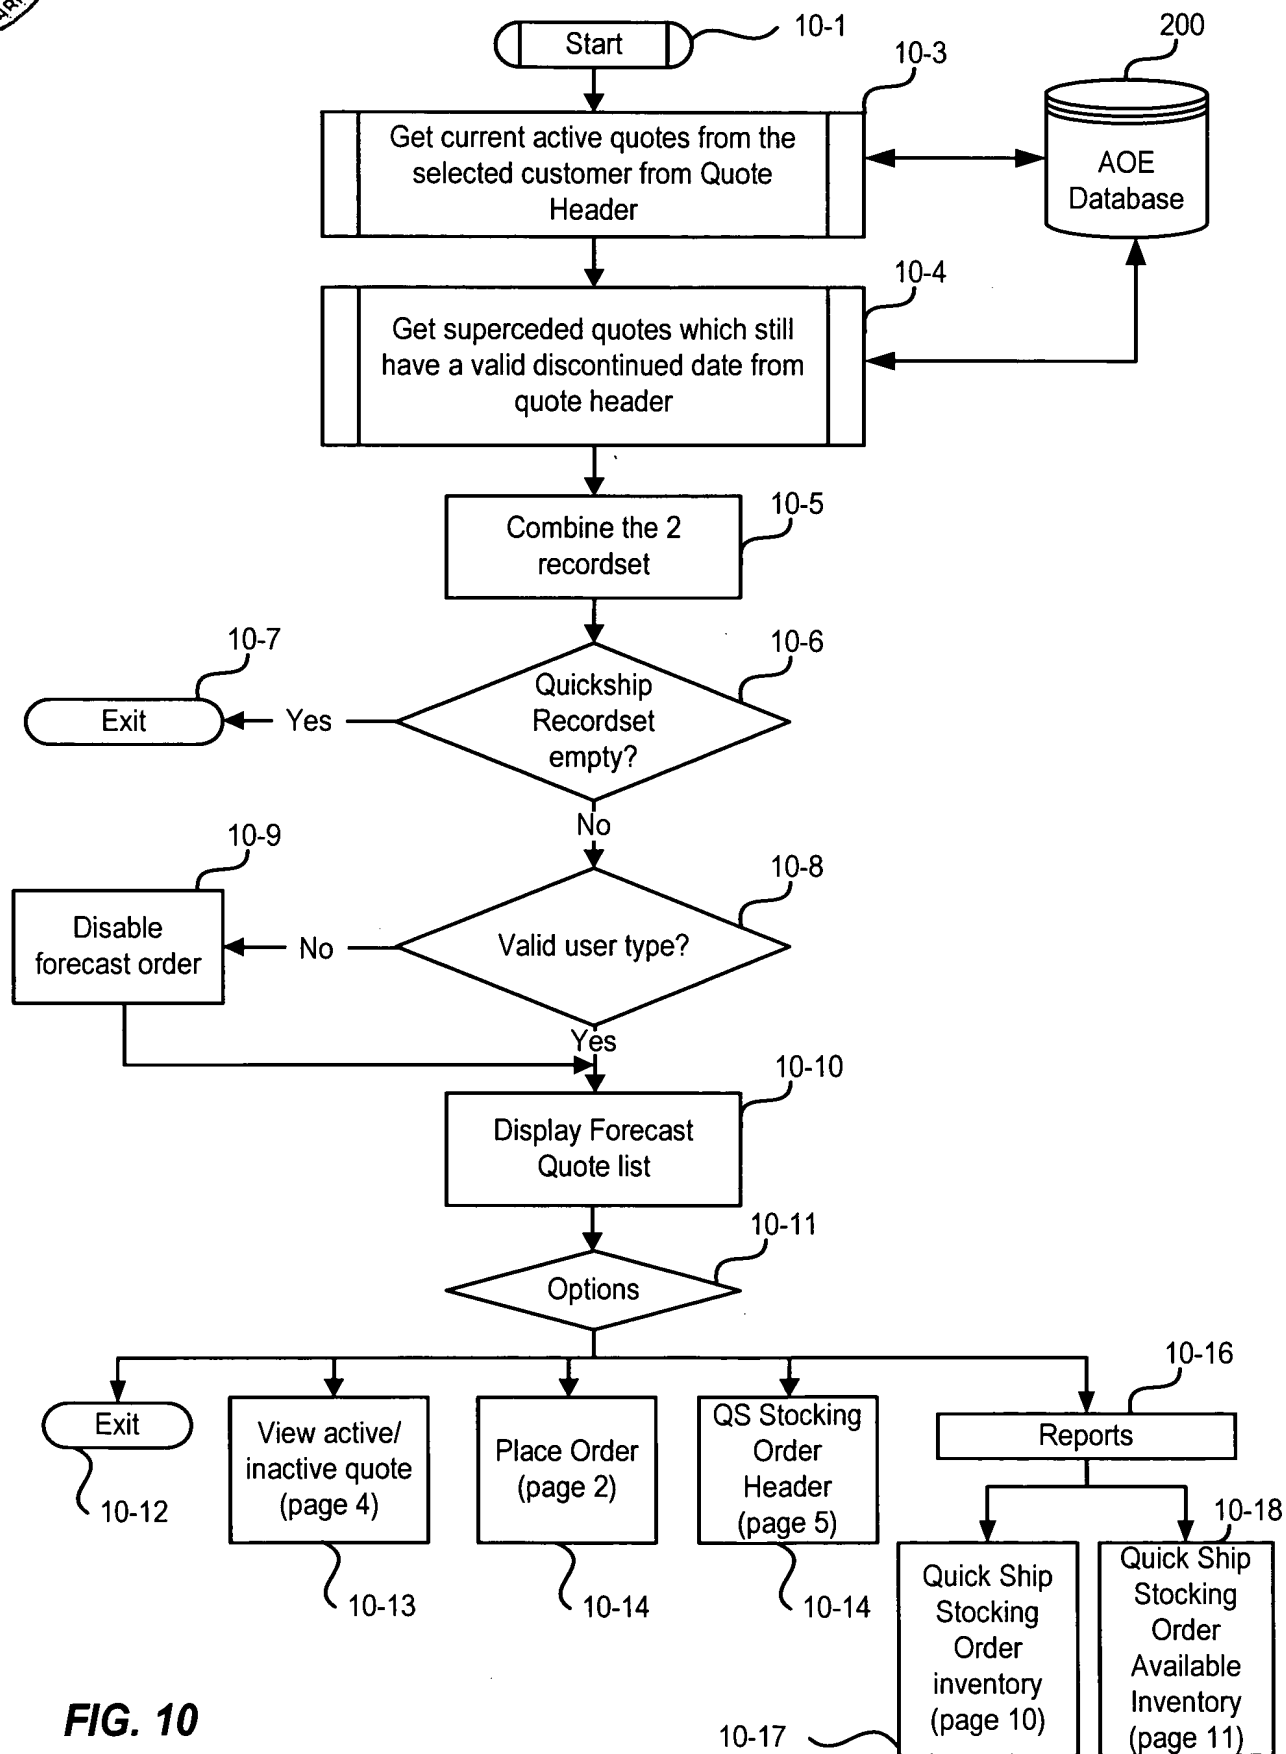 Start
10-1
200
10-3
Get current active quotes from the
selected customer from Quote
Header
AOE
Database
10-4
Get superceded quotes which still
have a valid discontinued date from
quote header
10-5
Combine the 2
recordset
10-7
10-6
Exit
Yes
Quickship
Recordset
empty?
No
10-9
10-8
Disable
forecast order
No
Valid user type?
Yes
10-10
Display Forecast
Quote list
10-11
Options
10-16
Exit
10-12
View active/
inactive quote
(page 4)
10-13
Place Order
(page 2)
10-14
QS Stocking
Order
Header
(page 5)
10-14
Reports
10-18
Quick Ship
Stocking
Order
inventory
(page 10)
10-17
Quick Ship
Stocking
Order
Available
Inventory
(page 11)
FIG. 10